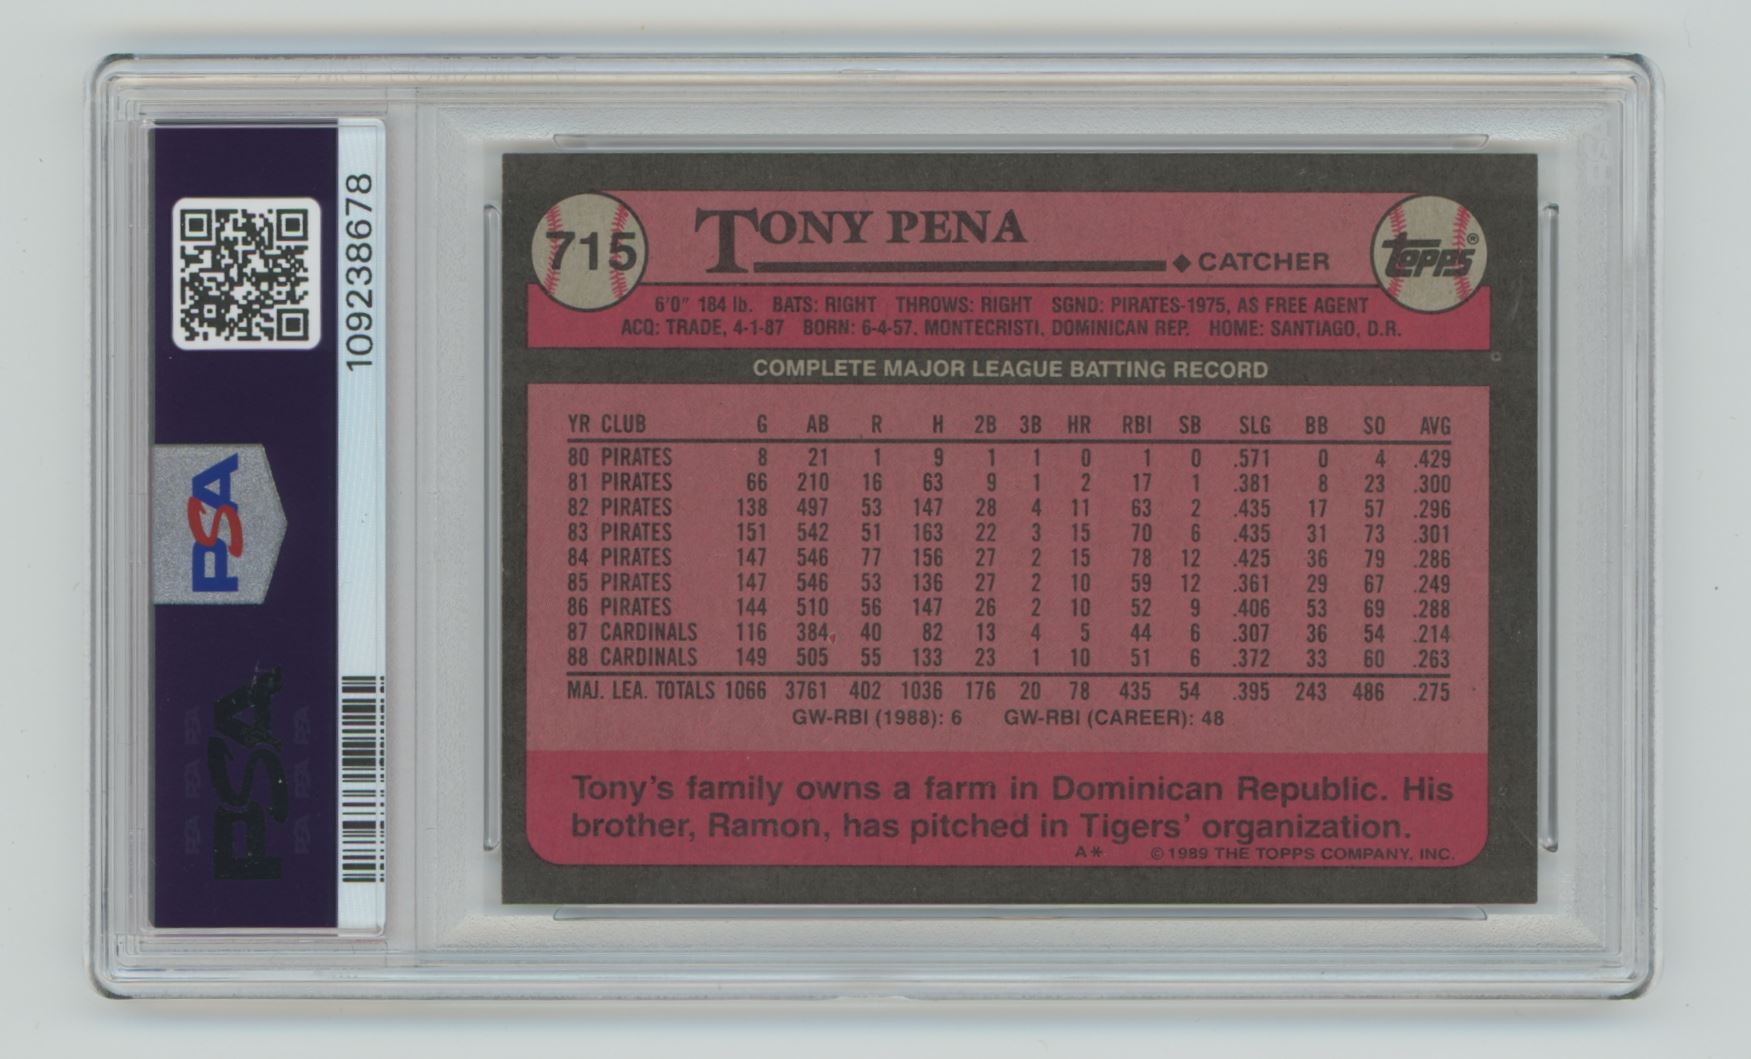 109238678
PSA
PSA
715
TONY PENA
◆ CATCHER
topps®
6'0" 184 lb. BATS: RIGHT THROWS: RIGHT SGND: PIRATES-1975, AS FREE AGENT
ACQ: TRADE, 4-1-87 BORN: 6-4-57, MONTECRISTI, DOMINICAN REP. HOME: SANTIAGO, D.R.
COMPLETE MAJOR LEAGUE BATTING RECORD
YR CLUB G AB R H 2B 3B HR RBI SB SLG BB SO AVG
80 PIRATES 8 21 1 9 1 1 0 1 0 .571 0 4 .429
81 PIRATES 66 210 16 63 9 1 2 17 1 .381 8 23 .300
82 PIRATES 138 497 53 147 28 4 11 63 2 .435 17 57 .296
83 PIRATES 151 542 51 163 22 3 15 70 6 .435 31 73 .301
84 PIRATES 147 546 77 156 27 2 15 78 12 .425 36 79 .286
85 PIRATES 147 546 53 136 27 2 10 59 12 .361 29 67 .249
86 PIRATES 144 510 56 147 26 2 10 52 9 .406 53 69 .288
87 CARDINALS 116 384 40 82 13 4 5 44 6 .307 36 54 .214
88 CARDINALS 149 505 55 133 23 1 10 51 6 .372 33 60 .263
MAJ. LEA. TOTALS 1066 3761 402 1036 176 20 78 435 54 .395 243 486 .275
GW-RBI (1988): 6 GW-RBI (CAREER): 48
Tony's family owns a farm in Dominican Republic. His
brother, Ramon, has pitched in Tigers' organization.
A* ©1989 THE TOPPS COMPANY, INC.